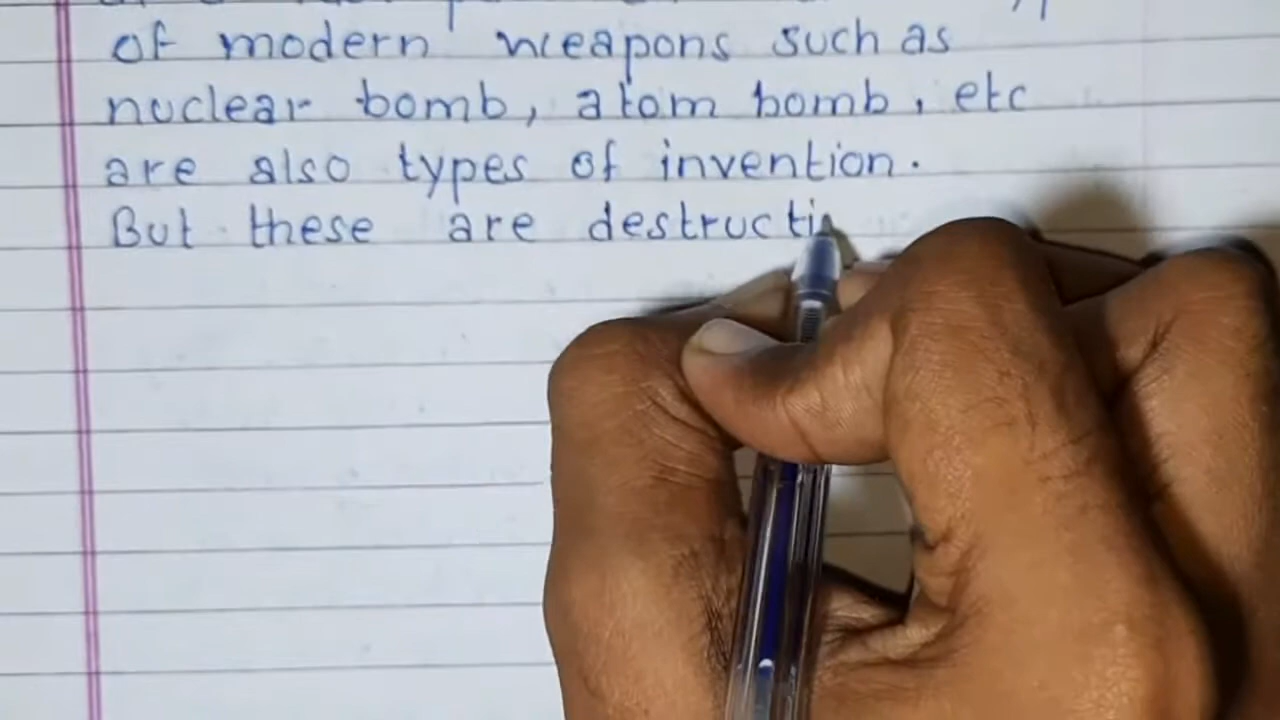 of modern weapons such as
nuclear bomb, atom bomb, etc
are also types of invention.
But these are destructi